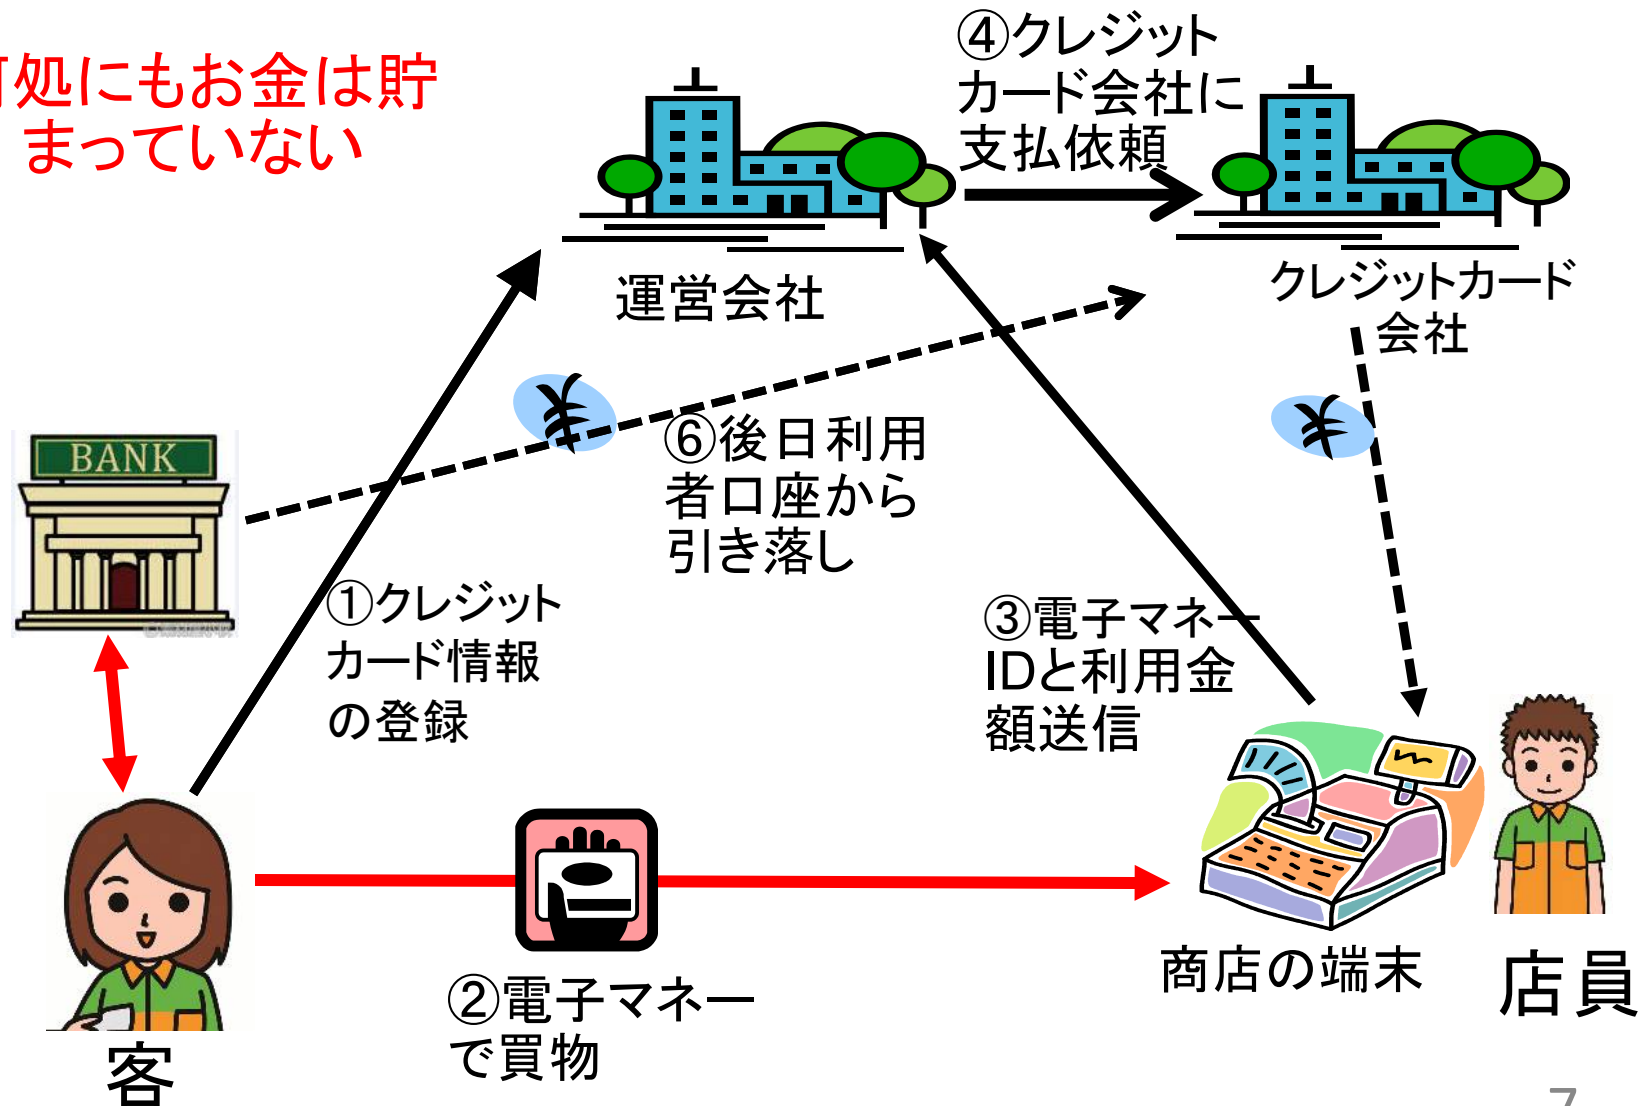 処にもお金は貯
まっていない
④クレジット
カード会社に
支払依頼
運営会社
クレジットカード
会社
BANK
⑥後日利用
者口座から
引き落し
①クレジット
カード情報
の登録
③電子マネー
IDと利用金
額送信
②電子マネー
で買物
商店の端末
店員
客
7